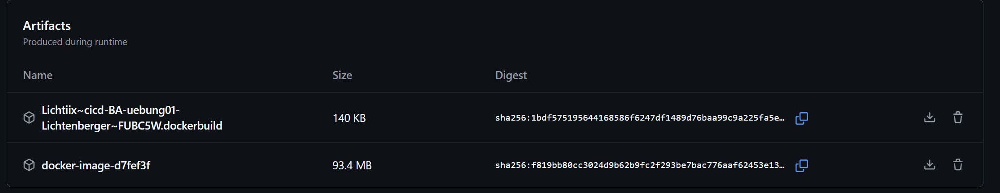 Artifacts
Produced during runtime
Name Size Digest
Lichtiix~cicd-BA-uebung01-
Lichtenberger~FUBC5W.dockerbuild 140 KB sha256:1bdf575195644168586f6247df1489d76baa99c9a225fa5e…
docker-image-d7fef3f 93.4 MB sha256:f819bb80cc3024d9b62b9fc2f293be7bac776aaf62453e13…